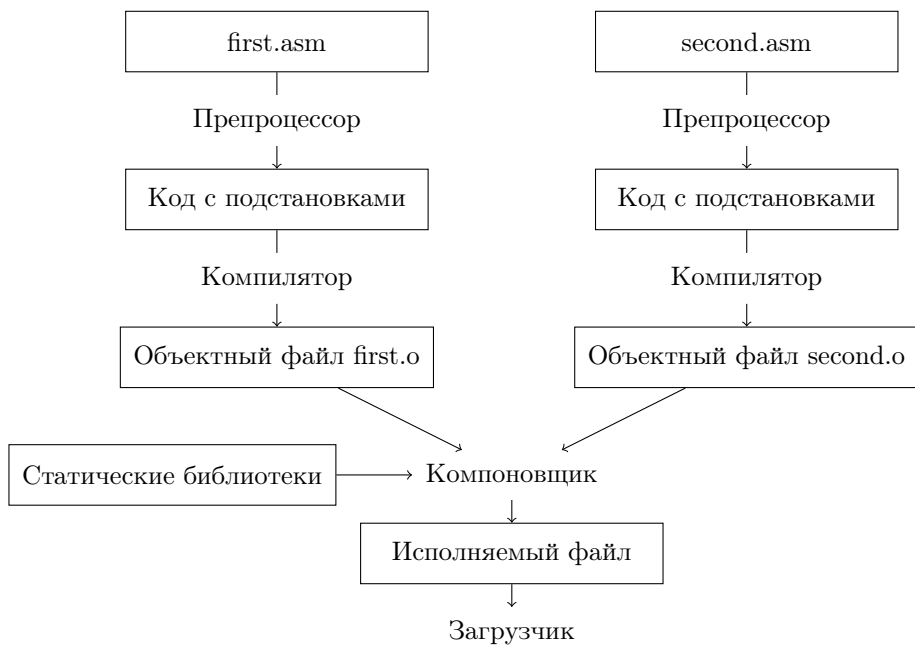 first.asm
second.asm
Препроцессор
Препроцессор
Код с подстановками
Код с подстановками
Компилятор
Компилятор
Объектный файл first.o
Объектный файл second.o
Статические библиотеки
Компоновщик
Исполняемый файл
Загрузчик